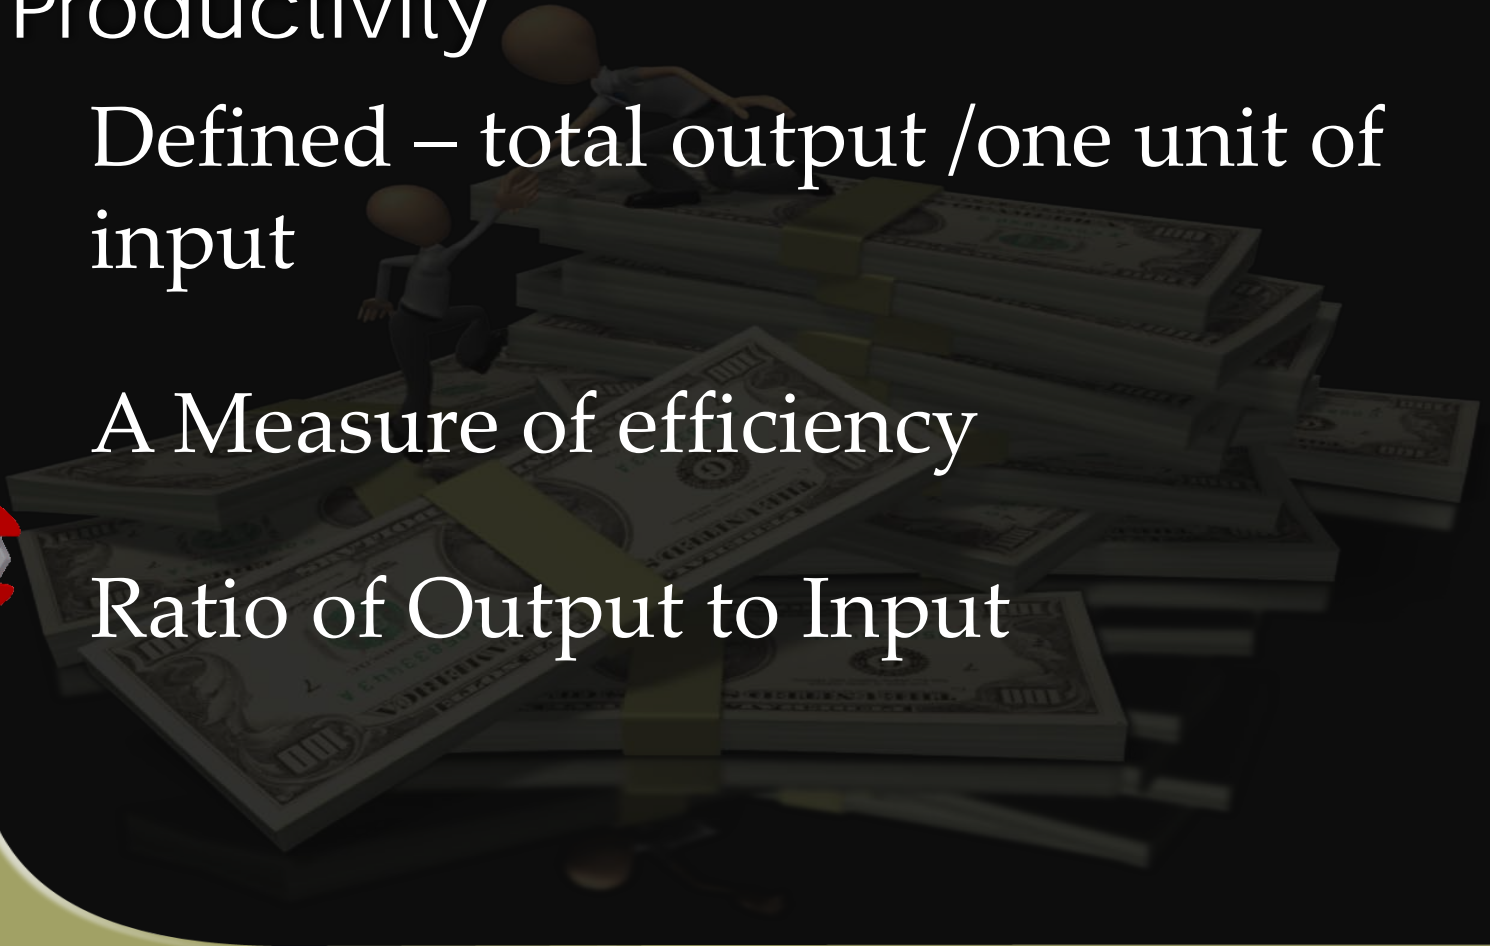 Productivity
Defined – total output /one unit of
input
A Measure of efficiency
Ratio of Output to Input